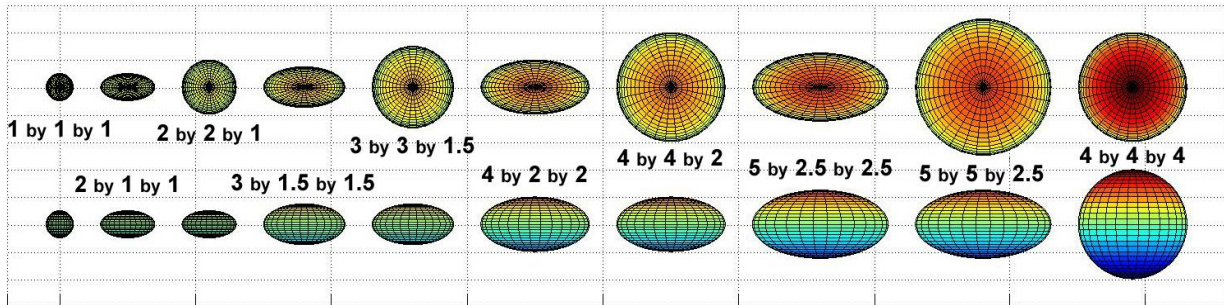 1 by 1 by 1
2 by 2 by 1
3 by 3 by 1.5
4 by 4 by 2
5 by 2.5 by 2.5
5 by 5 by 2.5
4 by 4 by 4
2 by 1 by 1
3 by 1.5 by 1.5
4 by 2 by 2